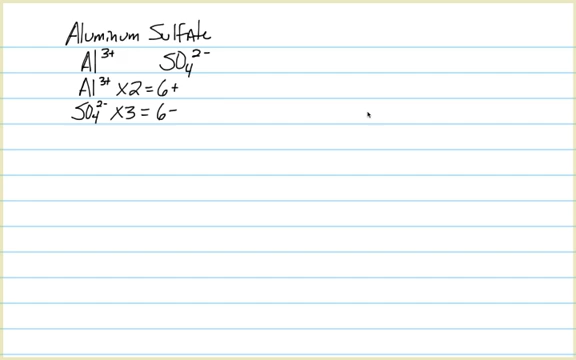 Aluminum Sulfate
Al³⁺ SO₄²⁻
Al³⁺ x2 = 6+
SO₄²⁻ x3 = 6-